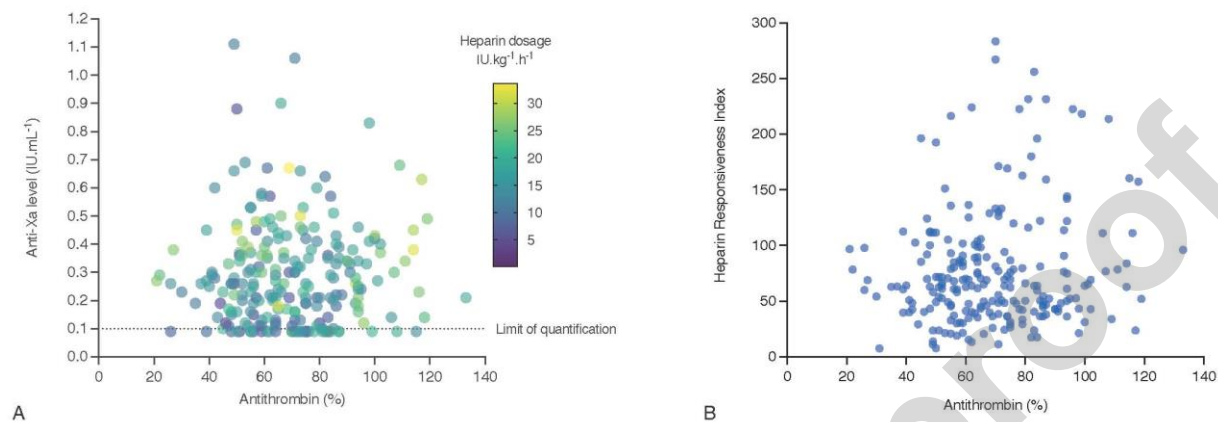 1.2
1.1
1.0
0.9
0.8
0.7
0.6
0.5
0.4
0.3
0.2
0.1
0.0
Anti-Xa level (IU.mL⁻¹)
0 20 40 60 80 100 120 140
Antithrombin (%)
Heparin dosage
IU.kg⁻¹.h⁻¹
30
25
20
15
10
5
Limit of quantification
A
300
250
200
150
100
50
0
Heparin Responsiveness Index
0 20 40 60 80 100 120 140
Antithrombin (%)
B
roof